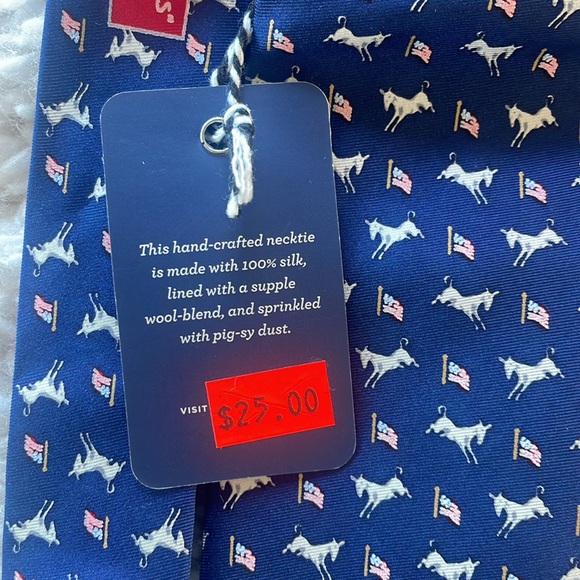 This hand-crafted necktie
is made with 100% silk,
lined with a supple
wool-blend, and sprinkled
with pig-sy dust.
VISIT
$25.00